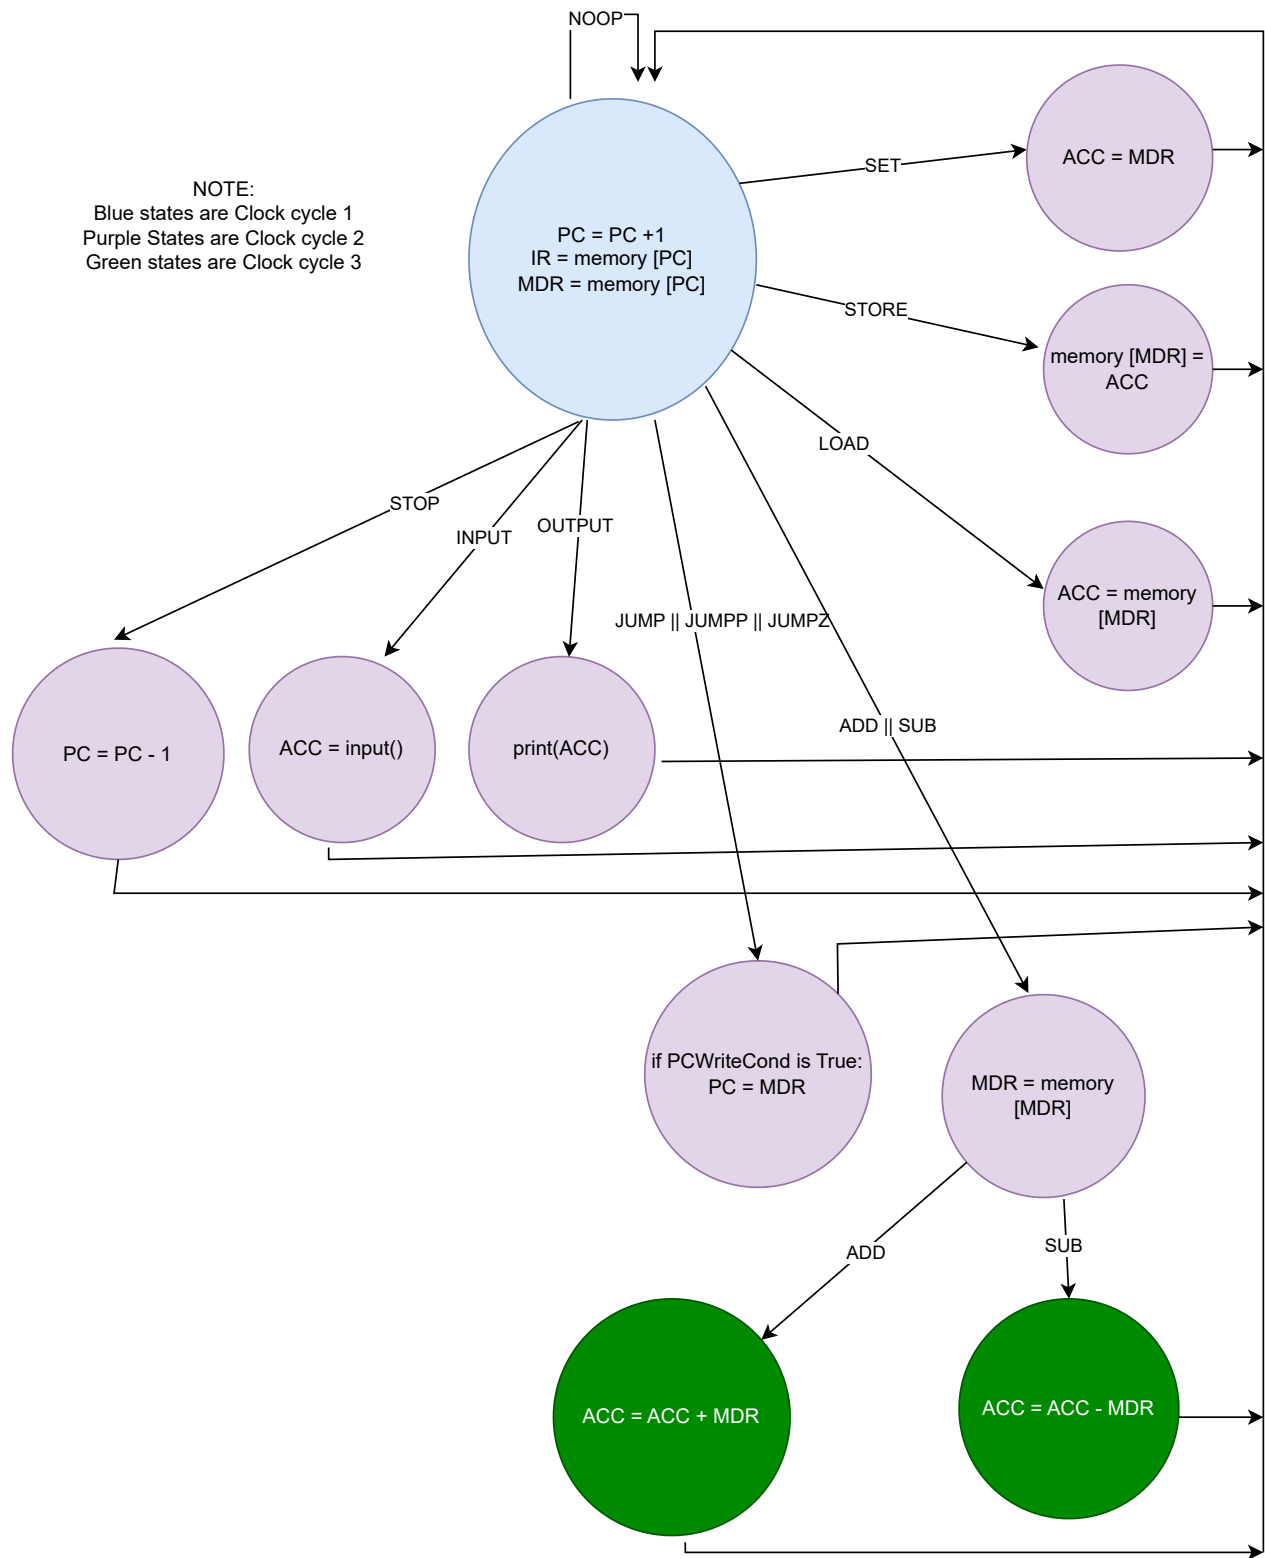 NOOP
SET
ACC = MDR
NOTE:
Blue states are Clock cycle 1
Purple States are Clock cycle 2
Green states are Clock cycle 3
PC = PC +1
IR = memory [PC]
MDR = memory [PC]
STORE
memory [MDR] =
ACC
LOAD
STOP
INPUT
OUTPUT
ACC = memory
[MDR]
JUMP || JUMPP || JUMPZ
ADD || SUB
PC = PC - 1
ACC = input()
print(ACC)
if PCWriteCond is True:
PC = MDR
MDR = memory
[MDR]
ADD
SUB
ACC = ACC + MDR
ACC = ACC - MDR